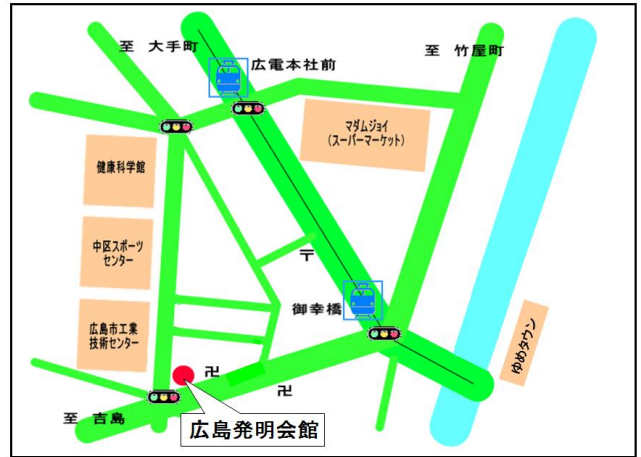 至 大手町
広電本社前
至 竹屋町
マダムジョイ
(スーパーマーケット)
健康科学館
中区スポーツ
センター
〒
御幸橋
広島市工業
技術センター
ゆめタウン
卍
卍
至 吉島
広島発明会館